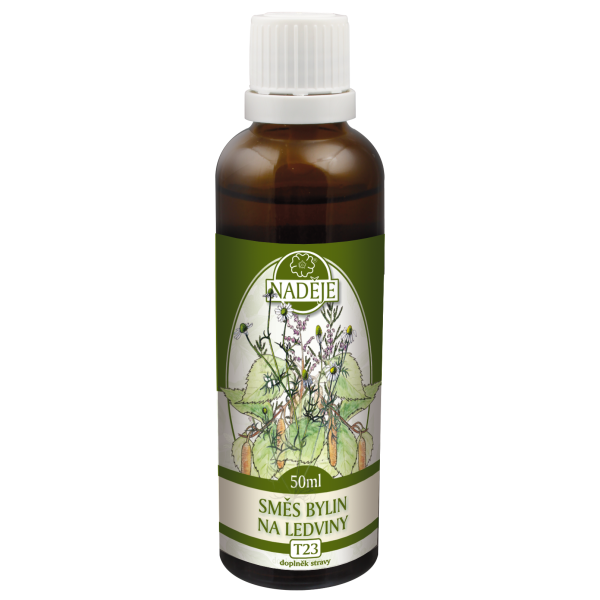 NADĚJE
50ml
SMĚS BYLIN
NA LEDVINY
T23
doplněk stravy